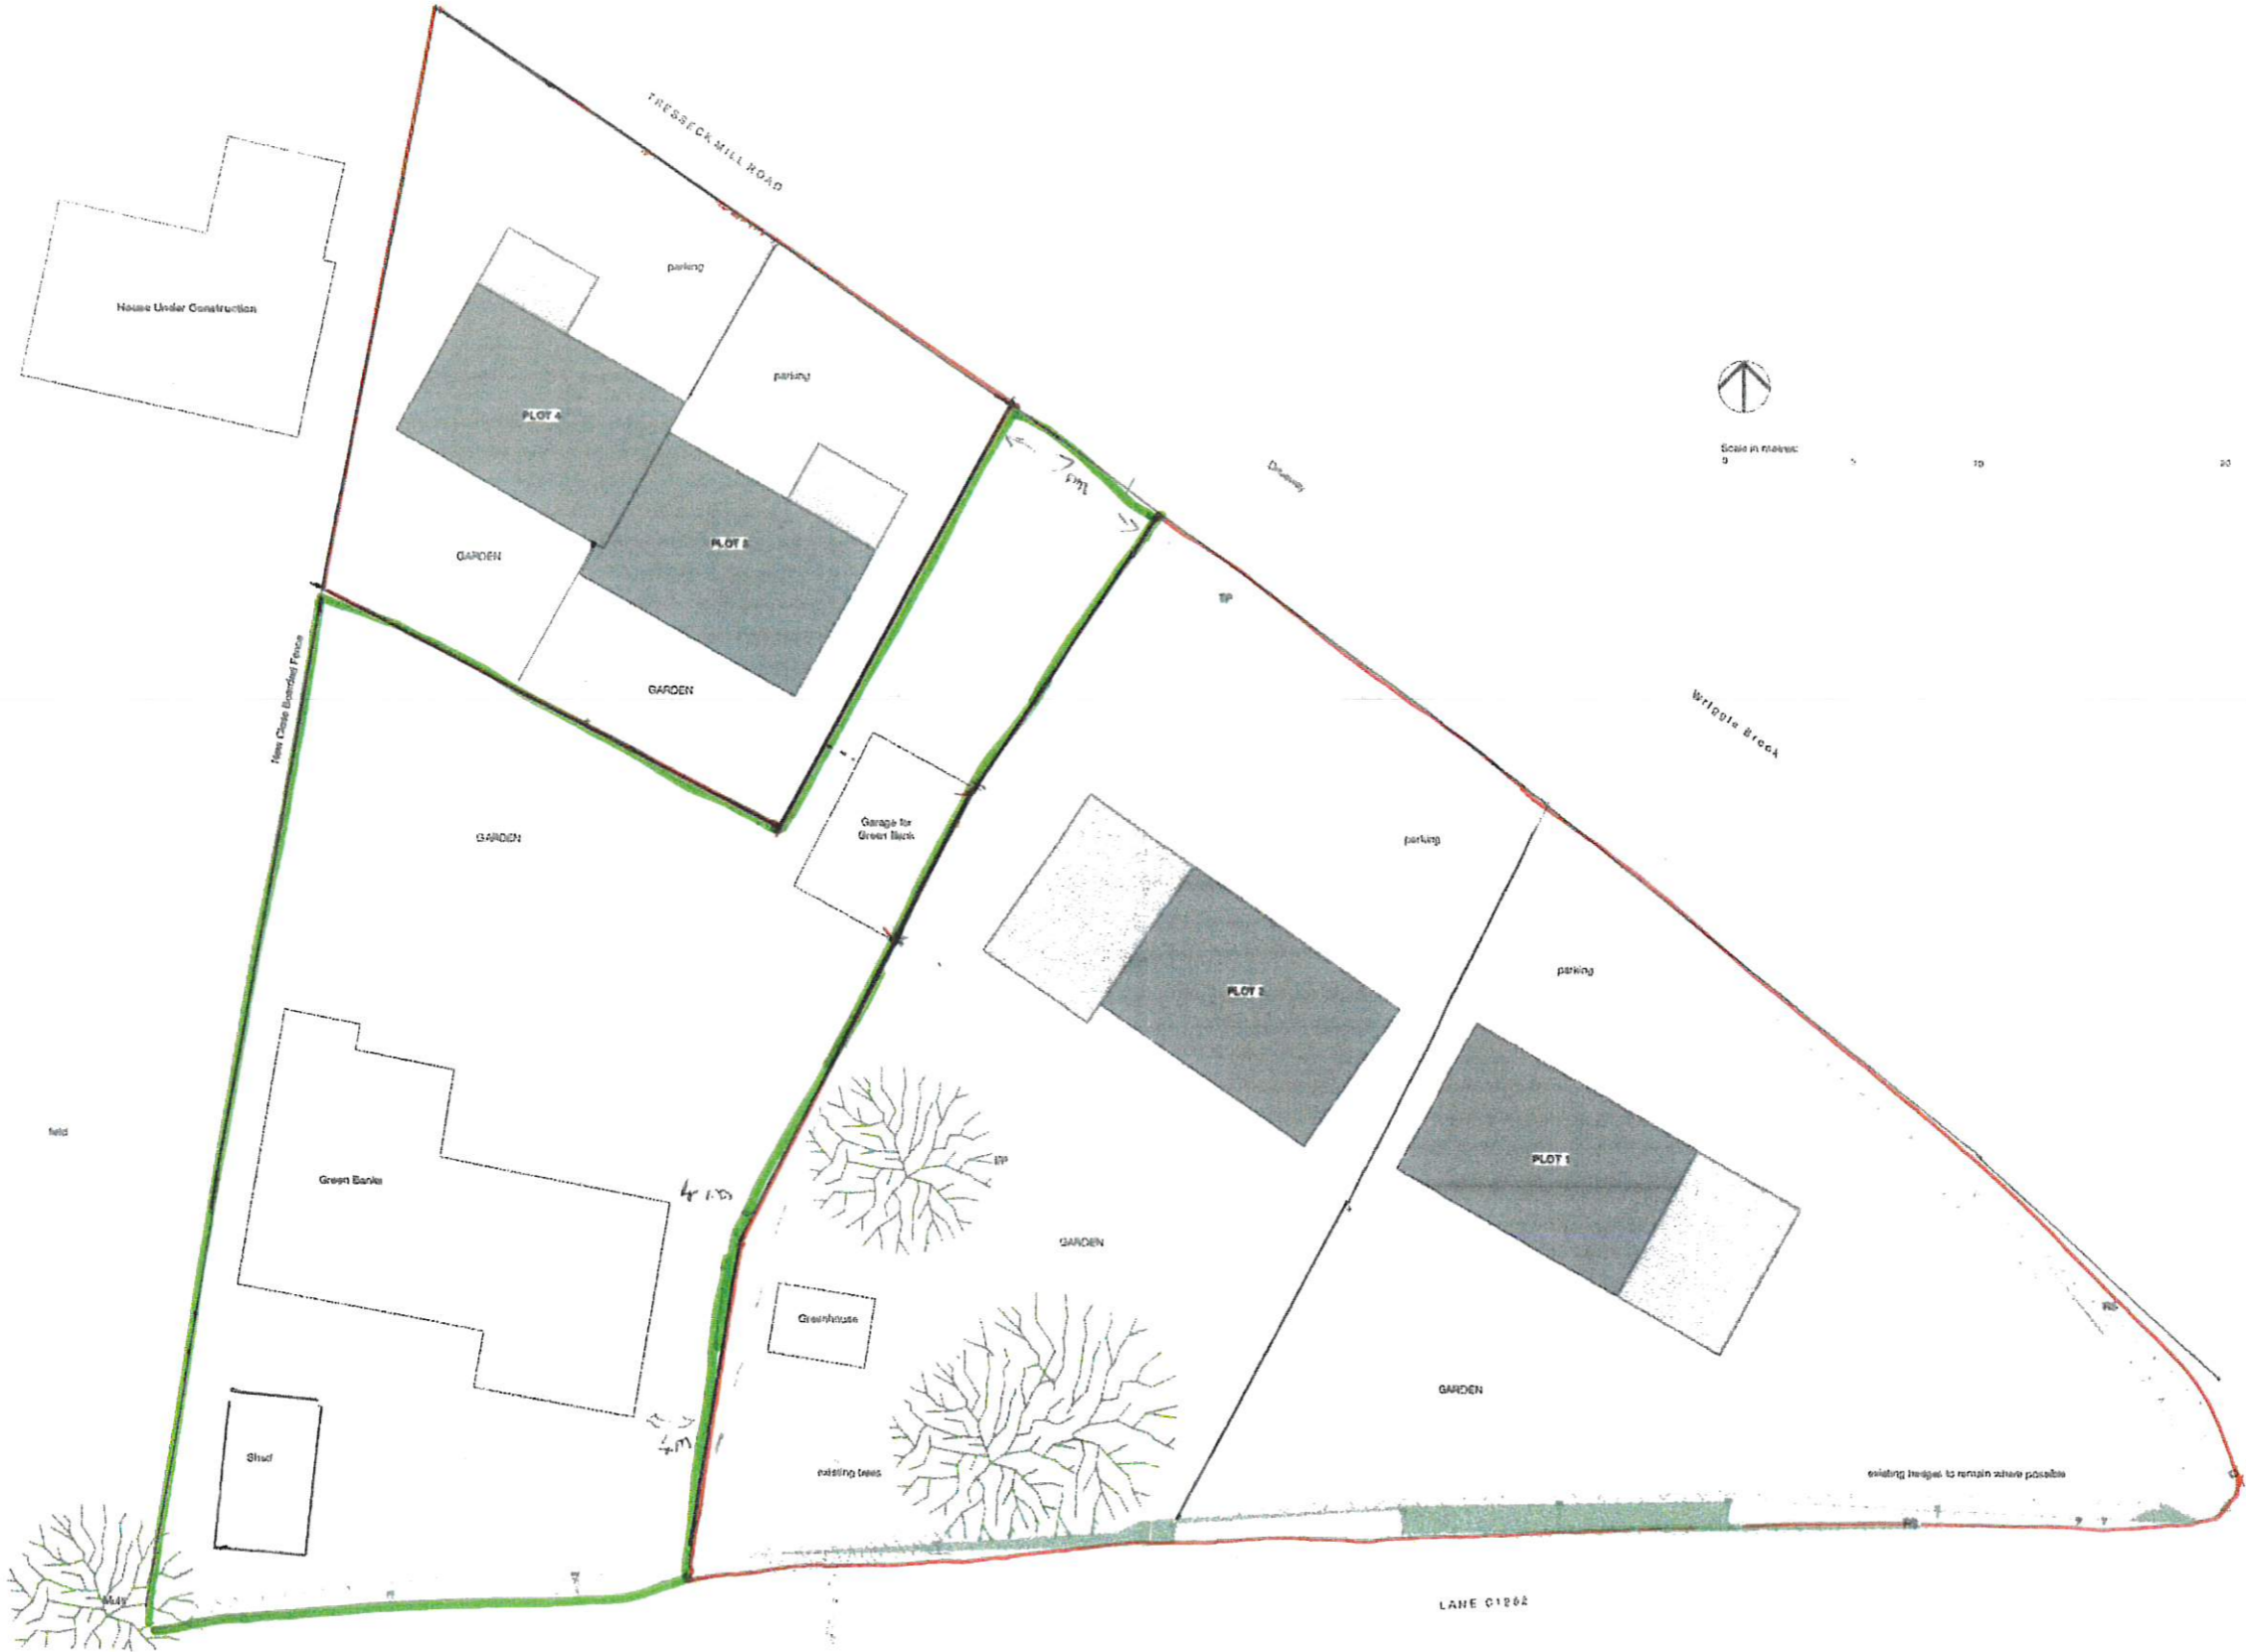 TRESSECK MILL ROAD
House Under Construction
parking
parking
PLOT 4
Driveway
Scale in metres:
0 5 10 20
PLOT 3
GARDEN
TP
New Close Boarded Fence
GARDEN
Wriggle Brook
GARDEN
Garage for
Green Bank
parking
parking
PLOT 2
field
PLOT 1
Green Banks
GARDEN
Greenhouse
RS
GARDEN
4m
Shed
existing trees
existing hedges to remain where possible
RS
LANE C1262